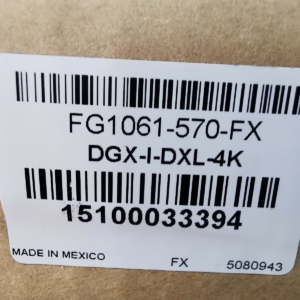 FG1061-570-FX
DGX-I-DXL-4K
15100033394
MADE IN MEXICO FX 5080943